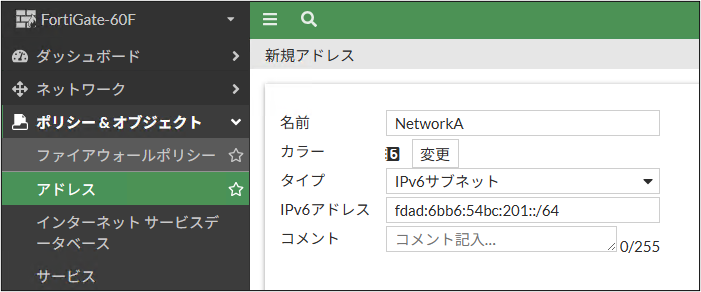 FortiGate-60F
ダッシュボード
ネットワーク
ポリシー & オブジェクト
ファイアウォールポリシー
アドレス
インターネット サービスデ
ータベース
サービス
新規アドレス
名前 NetworkA
カラー 6 変更
タイプ IPv6サブネット
IPv6アドレス fdad:6bb6:54bc:201::/64
コメント コメント記入... 0/255